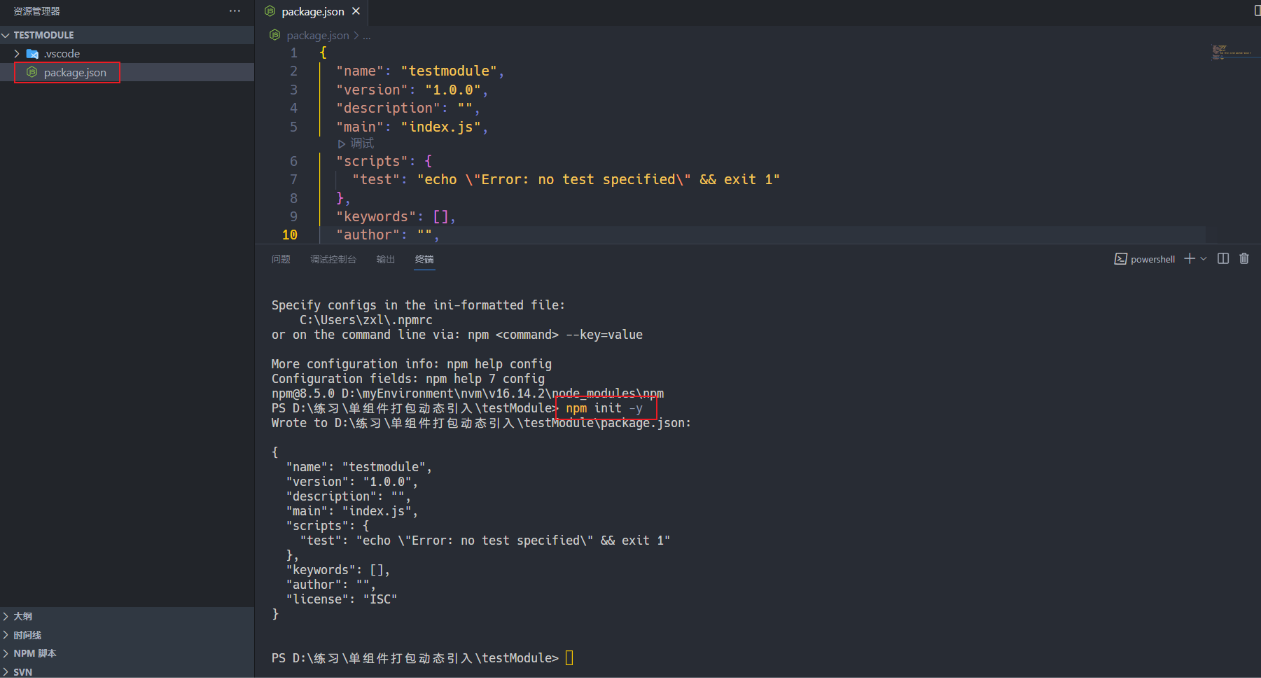 资源管理器
···
TESTMODULE
.vscode
package.json
package.json
package.json > ...
1 {
2 "name": "testmodule",
3 "version": "1.0.0",
4 "description": "",
5 "main": "index.js",
调试
6 "scripts": {
7 "test": "echo \"Error: no test specified\" && exit 1"
8 },
9 "keywords": [],
10 "author": "",
问题 调试控制台 输出 终端
powershell
Specify configs in the ini-formatted file:
C:\Users\zxl\.npmrc
or on the command line via: npm <command> --key=value
More configuration info: npm help config
Configuration fields: npm help 7 config
npm@8.5.0 D:\myEnvironment\nvm\v16.14.2\node_modules\npm
PS D:\练习\单组件打包动态引入\testModule> npm init -y
Wrote to D:\练习\单组件打包动态引入\testModule\package.json:
{
"name": "testmodule",
"version": "1.0.0",
"description": "",
"main": "index.js",
"scripts": {
"test": "echo \"Error: no test specified\" && exit 1"
},
"keywords": [],
"author": "",
"license": "ISC"
}
PS D:\练习\单组件打包动态引入\testModule>
大纲
时间线
NPM 脚本
SVN